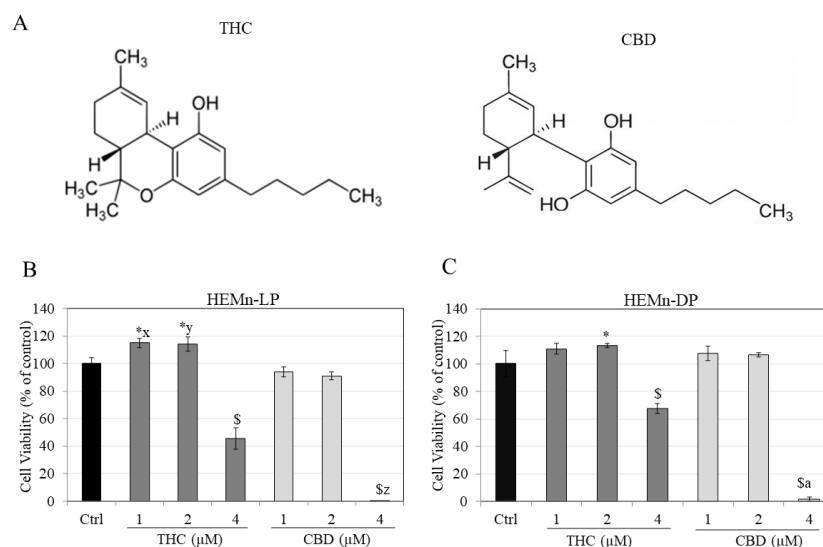 A
THC
CBD
CH₃
OH
H
H
H₃C
H₃C
O
CH₃
CH₃
H
OH
H
HO
CH₃
B
HEMn-LP
Cell Viability (% of control)
140
120
100
80
60
40
20
0
*x
*y
$
$z
Ctrl 1 2 4 1 2 4
THC (μM) CBD (μM)
C
HEMn-DP
Cell Viability (% of control)
140
120
100
80
60
40
20
0
*
$
$a
Ctrl 1 2 4 1 2 4
THC (μM) CBD (μM)